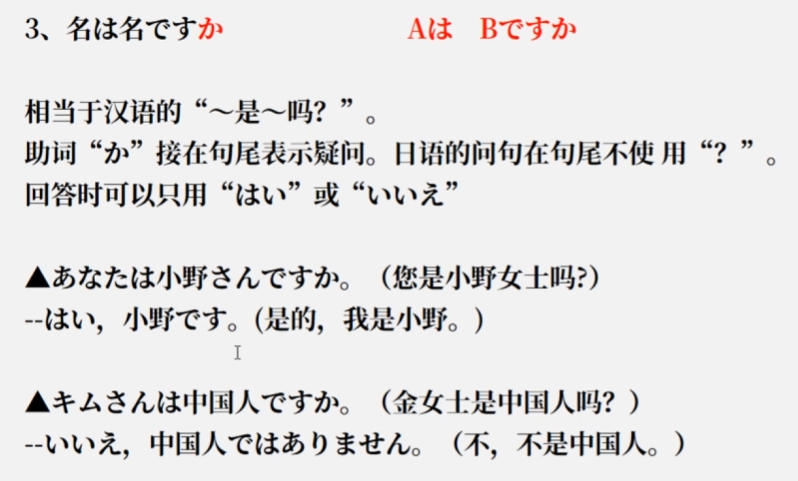 3、名は名ですか　Aは　Bですか
相当于汉语的“～是～吗？”。
助词“か”接在句尾表示疑问。日语的问句在句尾不使 用“？”。
回答时可以只用“はい”或“いいえ”
▲あなたは小野さんですか。（您是小野女士吗?）
--はい，小野です。(是的，我是小野。)
▲キムさんは中国人ですか。（金女士是中国人吗？）
--いいえ，中国人ではありません。（不，不是中国人。）